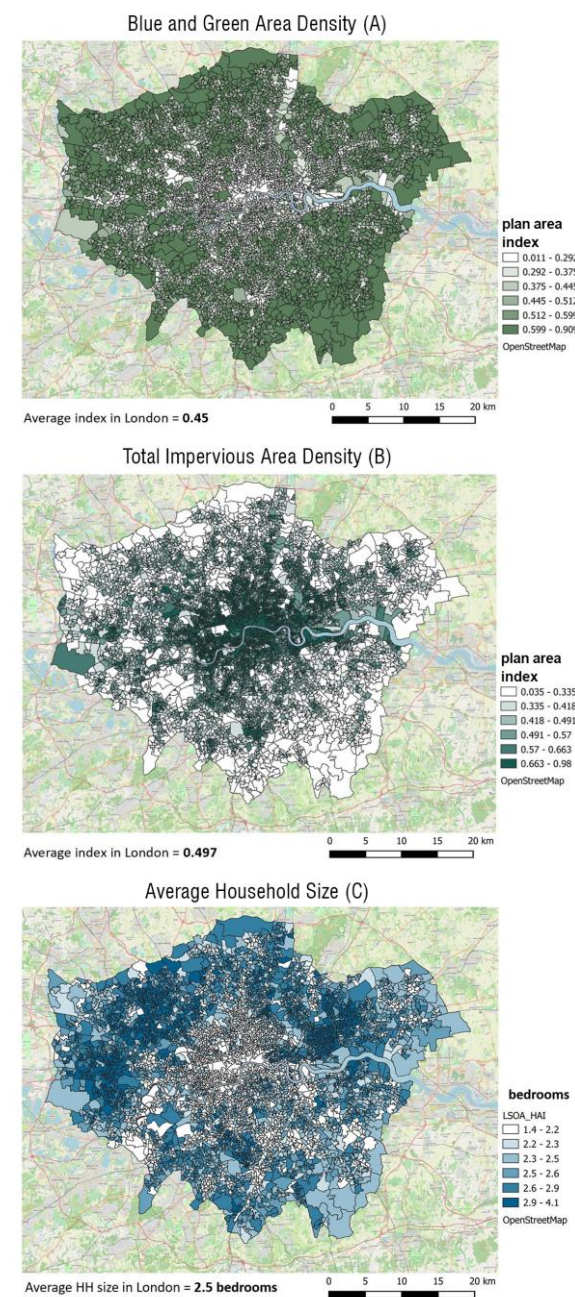 Blue and Green Area Density (A)
plan area
index
0.011 - 0.292
0.292 - 0.375
0.375 - 0.445
0.445 - 0.512
0.512 - 0.599
0.599 - 0.909
OpenStreetMap
0 5 10 15 20 km
Average index in London = 0.45
Total Impervious Area Density (B)
plan area
index
0.035 - 0.335
0.335 - 0.418
0.418 - 0.491
0.491 - 0.57
0.57 - 0.663
0.663 - 0.98
OpenStreetMap
0 5 10 15 20 km
Average index in London = 0.497
Average Household Size (C)
bedrooms
LSOA_HAI
1.4 - 2.2
2.2 - 2.3
2.3 - 2.5
2.5 - 2.6
2.6 - 2.9
2.9 - 4.1
OpenStreetMap
0 5 10 15 20 km
Average HH size in London = 2.5 bedrooms